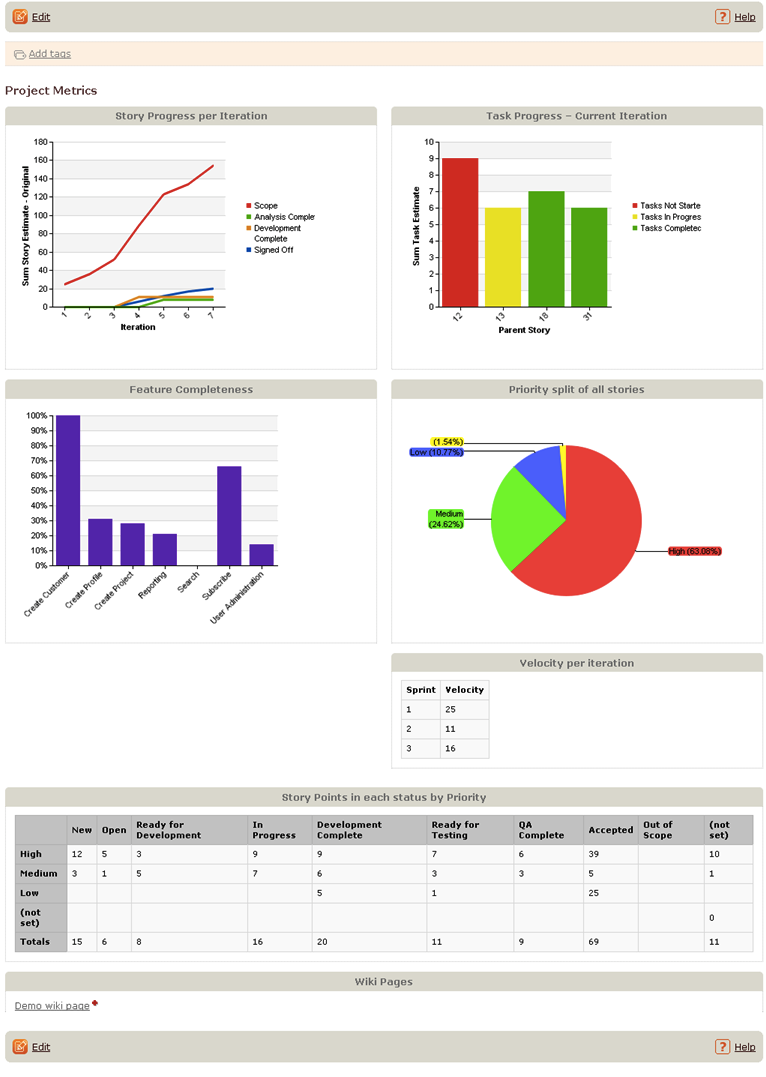 Edit
Help
Add tags
Project Metrics
Story Progress per Iteration
Sum Story Estimate - Original
180
160
140
120
100
80
60
40
20
0
1 2 3 4 5 6 7
Iteration
Scope
Analysis Comple
Development
Complete
Signed Off
Task Progress – Current Iteration
Sum Task Estimate
10
9
8
7
6
5
4
3
2
1
0
12 13 18 31
Parent Story
Tasks Not Starte
Tasks In Progres
Tasks Completed
Feature Completeness
100%
90%
80%
70%
60%
50%
40%
30%
20%
10%
0%
Create Customer
Create Profile
Create Project
Reporting
Search
Subscribe
User Administration
Priority split of all stories
(1.54%)
Low (10.77%)
Medium
(24.62%)
High (63.08%)
Velocity per iteration
Sprint Velocity
1 25
2 11
3 16
Story Points in each status by Priority
New Open Ready for Development In Progress Development Complete Ready for Testing QA Complete Accepted Out of Scope (not set)
High 12 5 3 9 9 7 6 39 10
Medium 3 1 5 7 6 3 3 5 1
Low 5 1 25
(not set) 0
Totals 15 6 8 16 20 11 9 69 11
Wiki Pages
Demo wiki page
Edit
Help